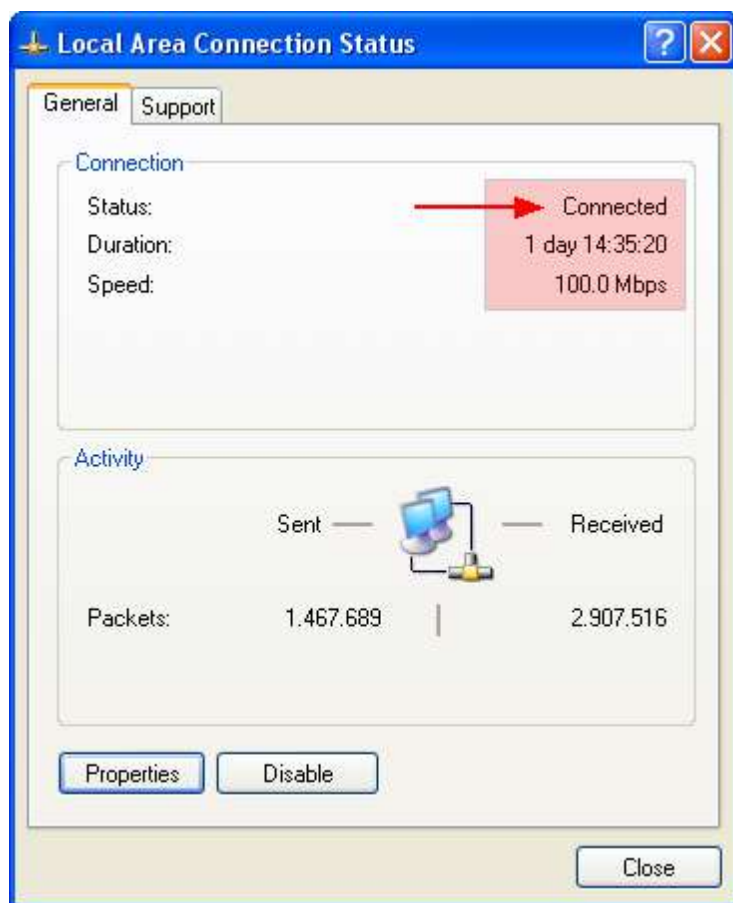 Local Area Connection Status
General Support
Connection
Status: Connected
Duration: 1 day 14:35:20
Speed: 100.0 Mbps
Activity
Sent Received
Packets: 1.467.689 2.907.516
Properties Disable
Close